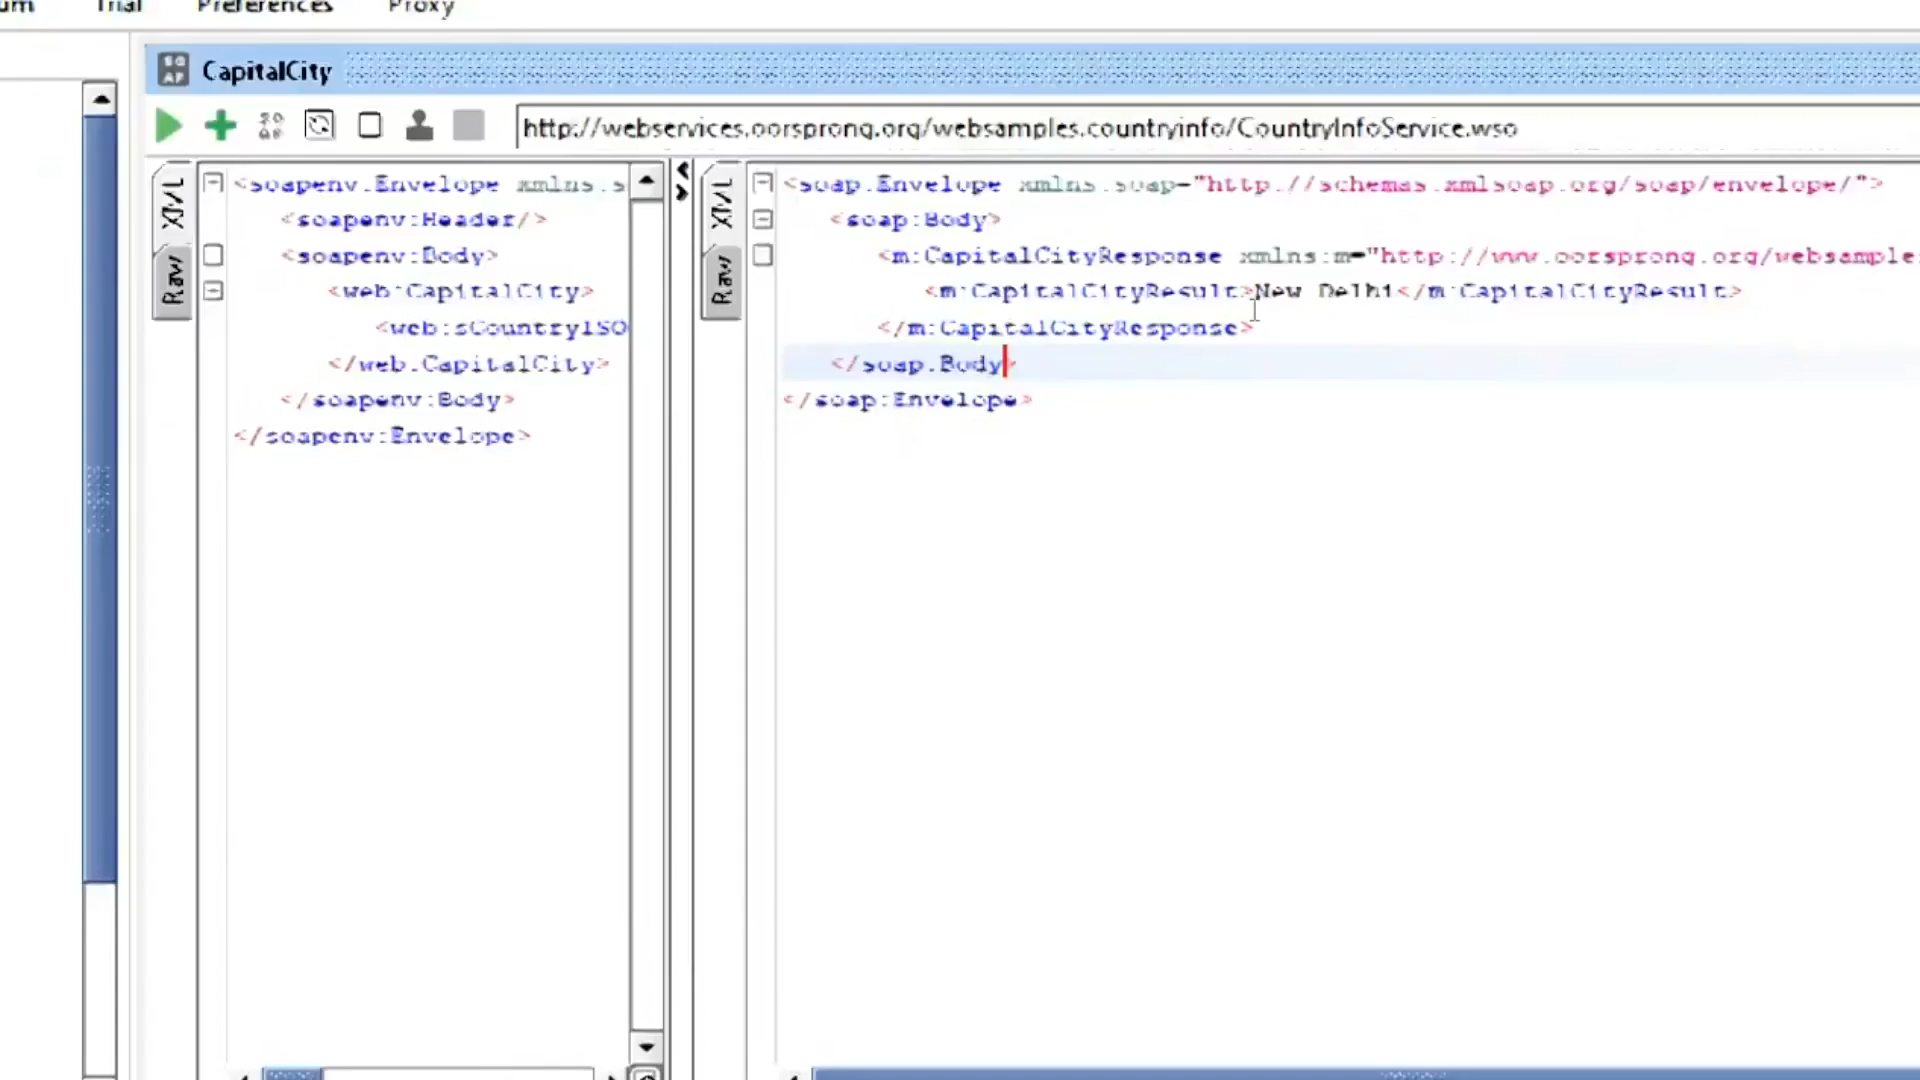 Trial Preferences Proxy
CapitalCity
http://webservices.oorsprong.org/websamples.countryinfo/CountryInfoService.wso
XML
Raw
<soapenv:Envelope xmlns:s
<soapenv:Header/>
<soapenv:Body>
<web:CapitalCity>
<web:sCountryISO
</web:CapitalCity>
</soapenv:Body>
</soapenv:Envelope>
XML
Raw
<soap:Envelope xmlns:soap="http://schemas.xmlsoap.org/soap/envelope/">
<soap:Body>
<m:CapitalCityResponse xmlns:m="http://www.oorsprong.org/websample
<m:CapitalCityResult>New Delhi</m:CapitalCityResult>
</m:CapitalCityResponse>
</soap:Body>
</soap:Envelope>